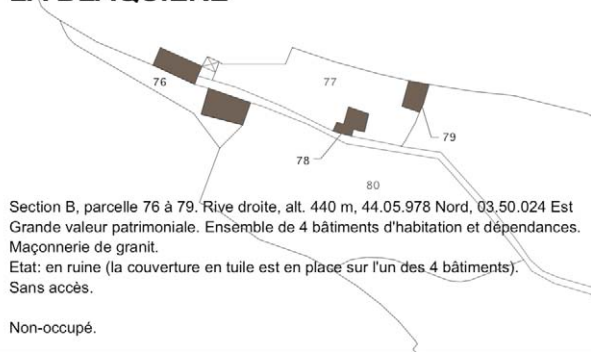 76
77
79
78
80
Section B, parcelle 76 à 79. Rive droite, alt. 440 m, 44.05.978 Nord, 03.50.024 Est
Grande valeur patrimoniale. Ensemble de 4 bâtiments d'habitation et dépendances.
Maçonnerie de granit.
Etat: en ruine (la couverture en tuile est en place sur l'un des 4 bâtiments).
Sans accès.
Non-occupé.